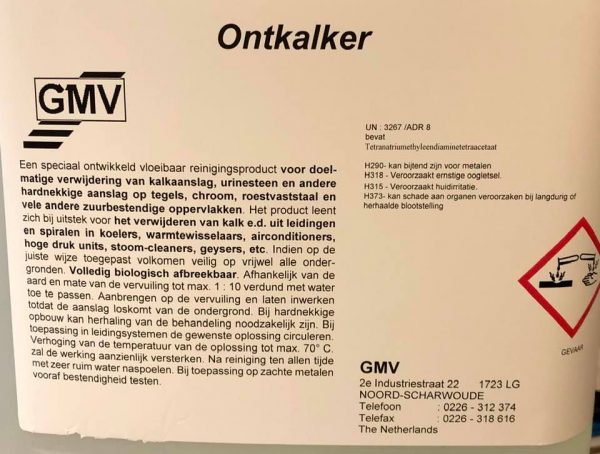 Ontkalker
GMV
Een speciaal ontwikkeld vloeibaar reinigingsproduct voor doel-
matige verwijdering van kalkaanslag, urinesteen en andere
hardnekkige aanslag op tegels, chroom, roestvaststaal en
vele andere zuurbestendige oppervlakken. Het product leent
zich bij uitstek voor het verwijderen van kalk e.d. uit leidingen
en spiralen in koelers, warmtewisselaars, airconditioners,
hoge druk units, stoom-cleaners, geysers, etc. Indien op de
juiste wijze toegepast volkomen veilig op vrijwel alle onder-
gronden. Volledig biologisch afbreekbaar. Afhankelijk van de
aard en mate van de vervuiling tot max. 1 : 10 verdund met water
toe te passen. Aanbrengen op de vervuiling en laten inwerken
totdat de aanslag loskomt van de ondergrond. Bij hardnekkige
opbouw kan herhaling van de behandeling noodzakelijk zijn. Bij
toepassing in leidingsystemen de gewenste oplossing circuleren.
Verhoging van de temperatuur van de oplossing tot max. 70° C.
zal de werking aanzienlijk versterken. Na reiniging ten allen tijde
met zeer ruim water naspoelen. Bij toepassing op zachte metalen
vooraf bestendigheid testen.
UN : 3267 /ADR 8
bevat
Tetranatriumethyleendiaminetetraacetaat
H290- kan bijtend zijn voor metalen
H318 - Veroorzaakt ernstige oogletsel.
H315 - Veroorzaakt huidirritatie.
H373- kan schade aan organen veroorzaken bij langdurig of
herhaalde blootstelling
GEVAAR
GMV
2e Industriestraat 22 1723 LG
NOORD-SCHARWOUDE
Telefoon : 0226 - 312 374
Telefax : 0226 - 318 616
The Netherlands